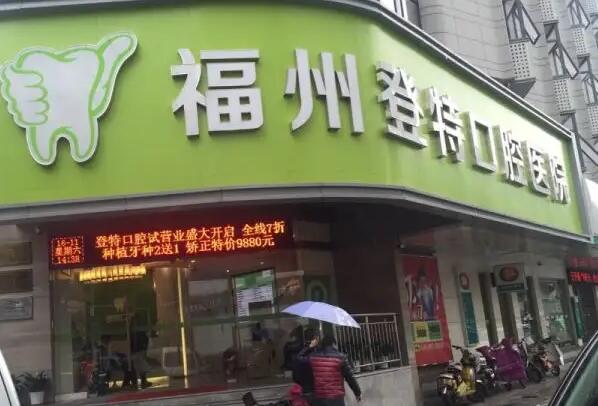 福州登特口腔医院
16-11
星期六
14:38
登特口腔试营业盛大开启 全线7折
种植牙种2送1 矫正特价9880元